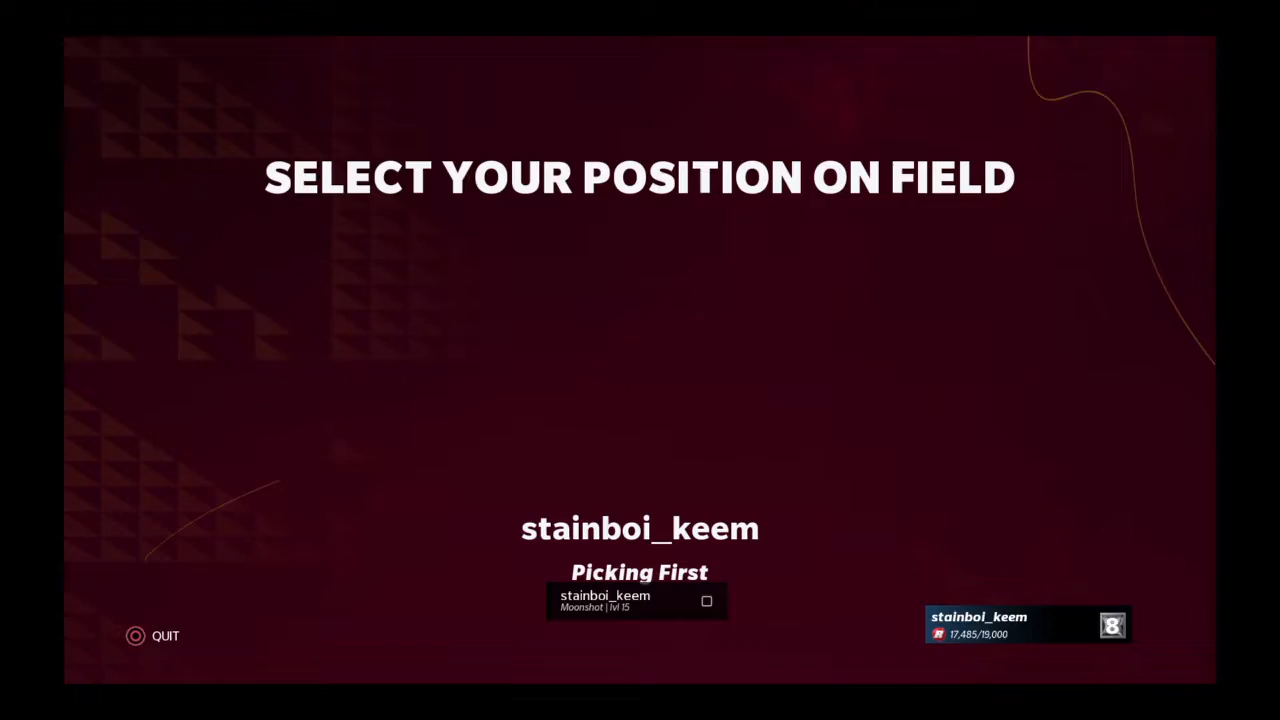 SELECT YOUR POSITION ON FIELD
stainboi_keem
Picking First
stainboi_keem
Moonshot | lvl 15
QUIT
stainboi_keem
R 17,485/19,000
8